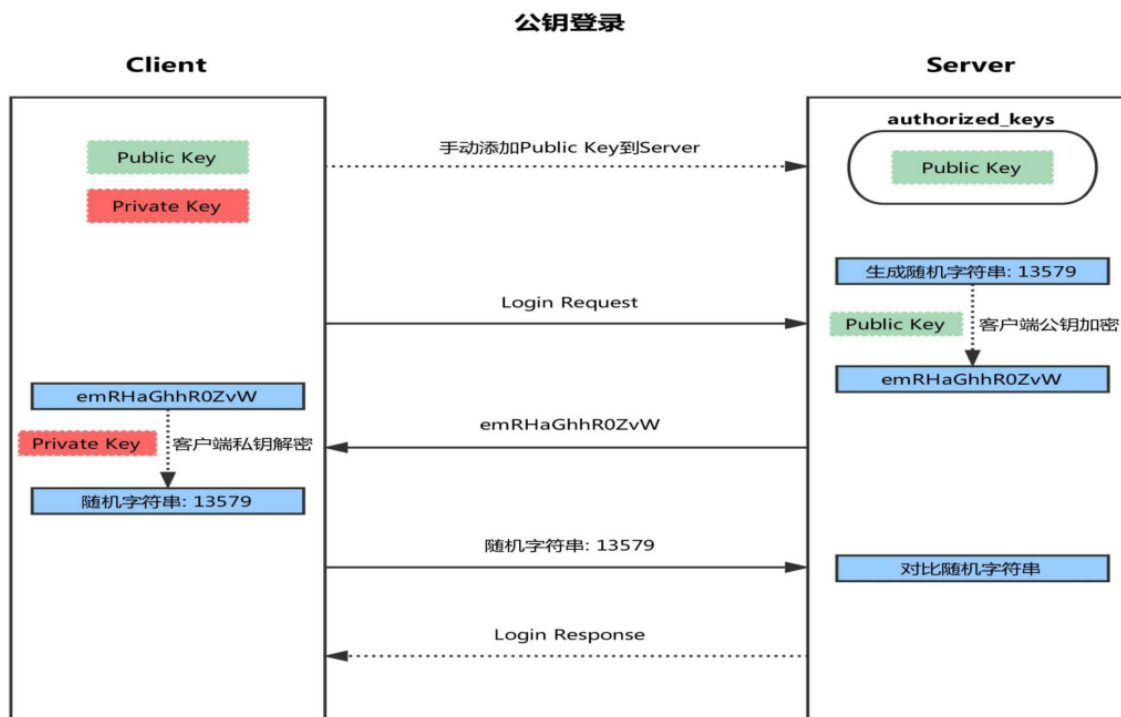 公钥登录
Client
Server
authorized_keys
Public Key
手动添加Public Key到Server
Public Key
Private Key
生成随机字符串: 13579
Login Request
Public Key
客户端公钥加密
emRHaGhhR0ZvW
emRHaGhhR0ZvW
emRHaGhhR0ZvW
Private Key
客户端私钥解密
随机字符串: 13579
随机字符串: 13579
对比随机字符串
Login Response